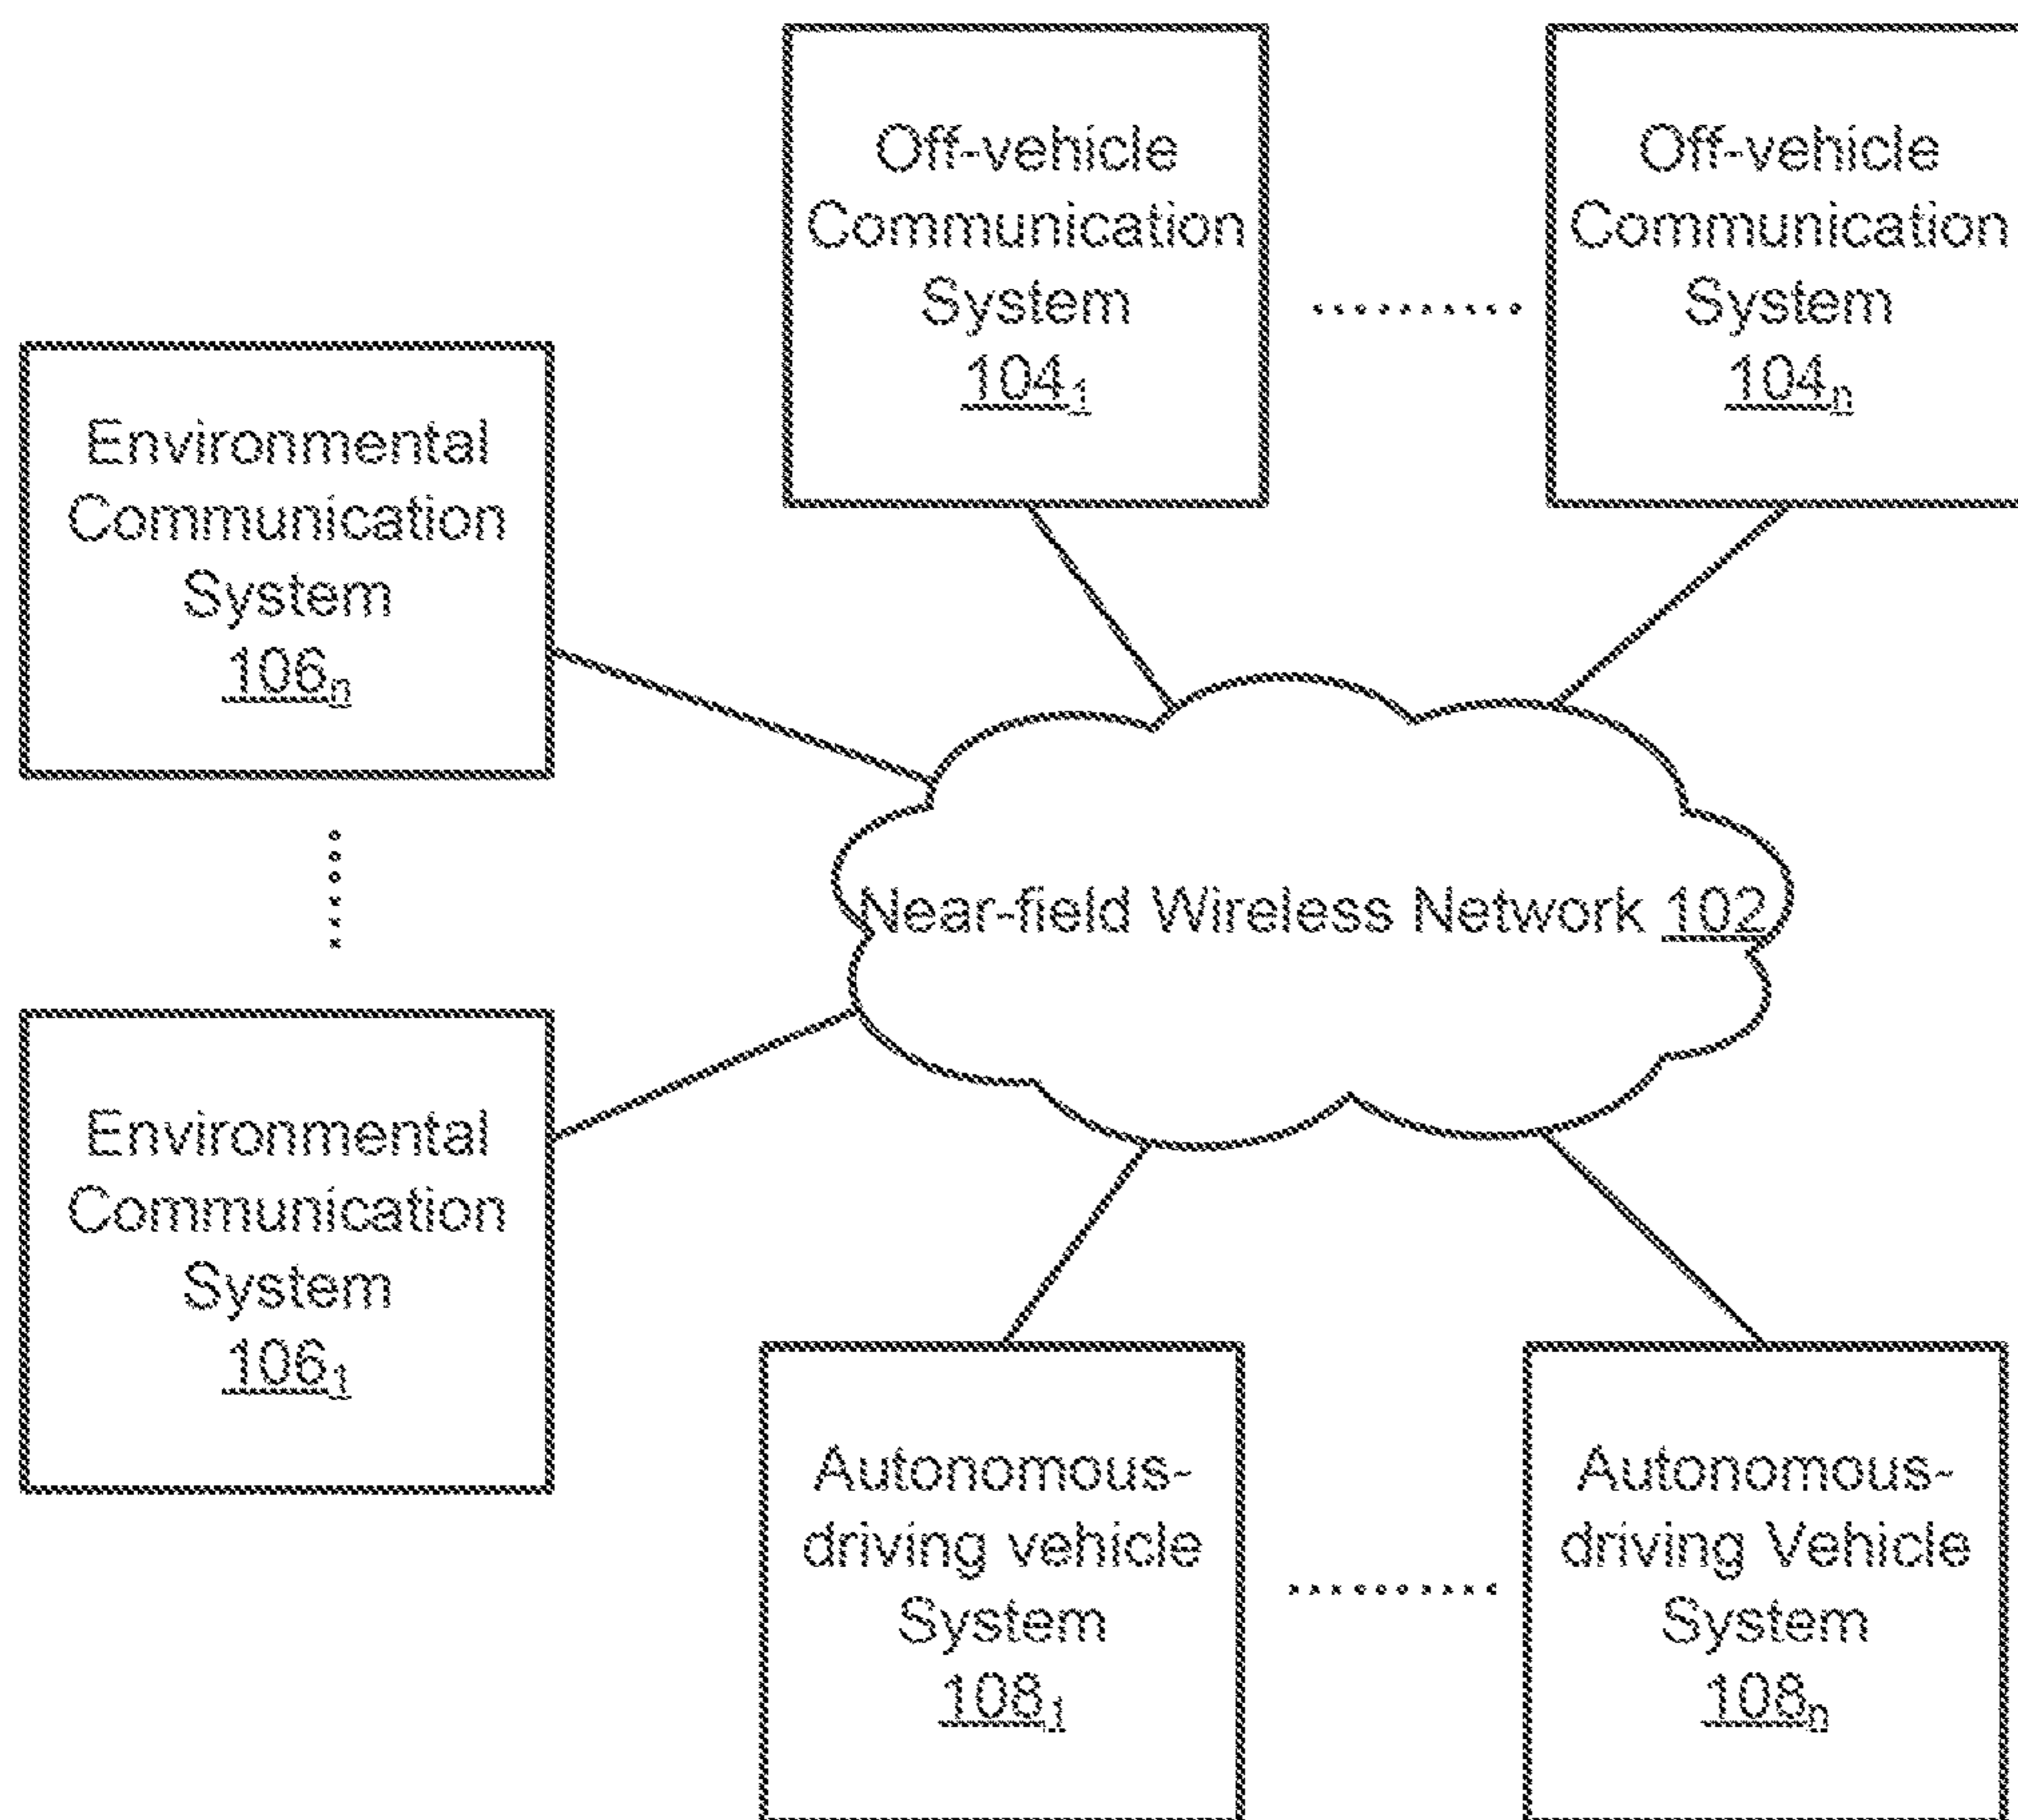 Off-vehicle
Communication
System
104₁
Off-vehicle
Communication
System
104ₙ
Environmental
Communication
System
106ₙ
Near-field Wireless Network 102
Environmental
Communication
System
106₁
Autonomous-
driving vehicle
System
108₁
Autonomous-
driving Vehicle
System
108ₙ